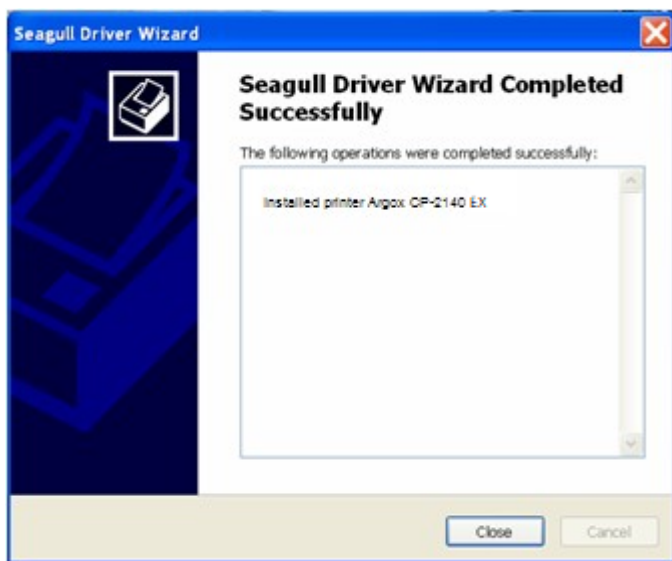 Seagull Driver Wizard
Seagull Driver Wizard Completed
Successfully
The following operations were completed successfully:
Installed printer Argox CP-2140 EX
Close
Cancel